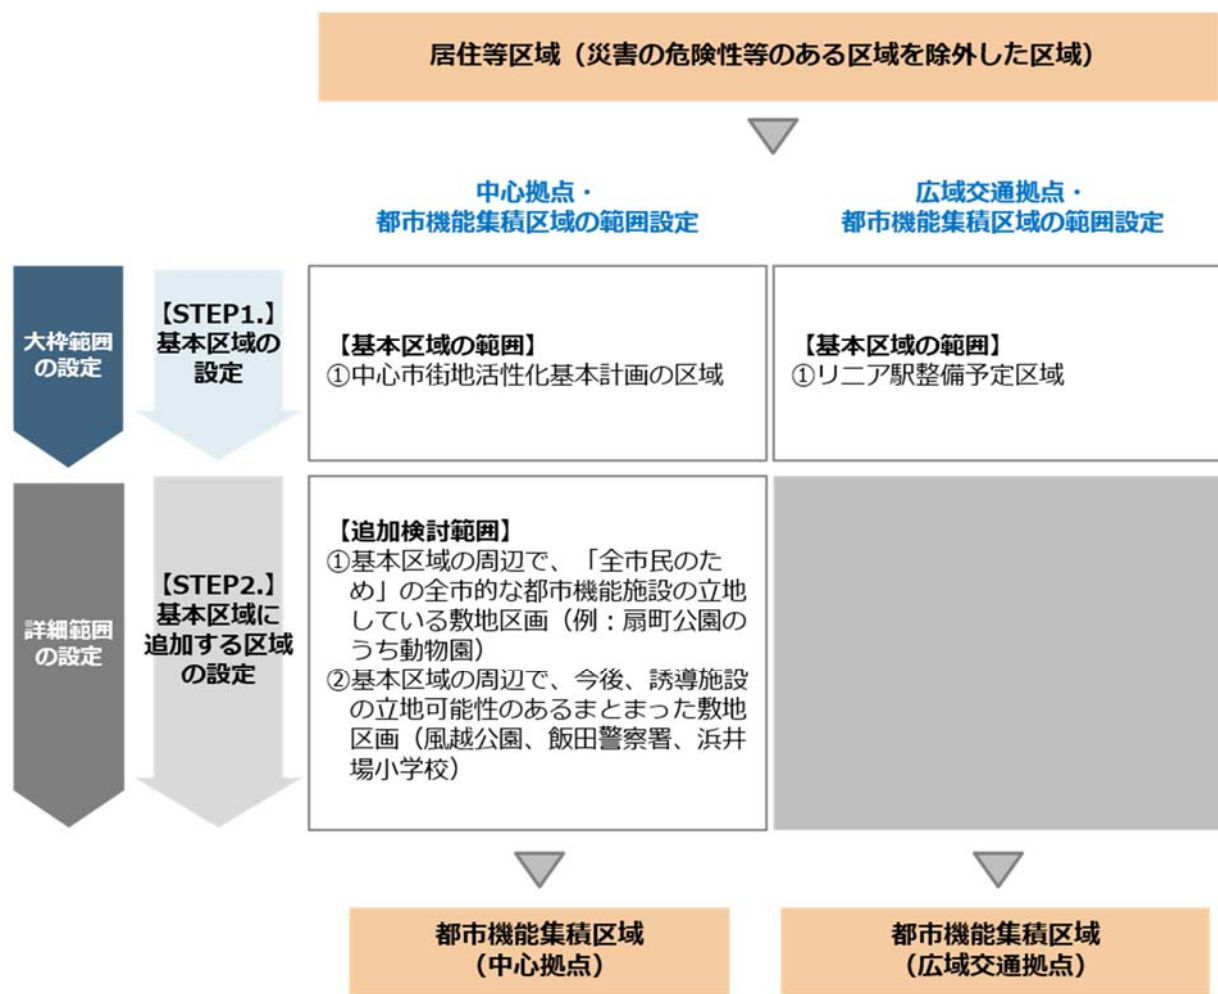 居住等区域（災害の危険性等のある区域を除外した区域）
中心拠点・
都市機能集積区域の範囲設定
広域交通拠点・
都市機能集積区域の範囲設定
大枠範囲
の設定
【STEP1.】
基本区域の
設定
【基本区域の範囲】
①中心市街地活性化基本計画の区域
【基本区域の範囲】
①リニア駅整備予定区域
詳細範囲
の設定
【STEP2.】
基本区域に
追加する区域
の設定
【追加検討範囲】
①基本区域の周辺で、「全市民のた
め」の全市的な都市機能施設の立地
している敷地区画（例：扇町公園の
うち動物園）
②基本区域の周辺で、今後、誘導施設
の立地可能性のあるまとまった敷地
区画（風越公園、飯田警察署、浜井
場小学校）
都市機能集積区域
（中心拠点）
都市機能集積区域
（広域交通拠点）